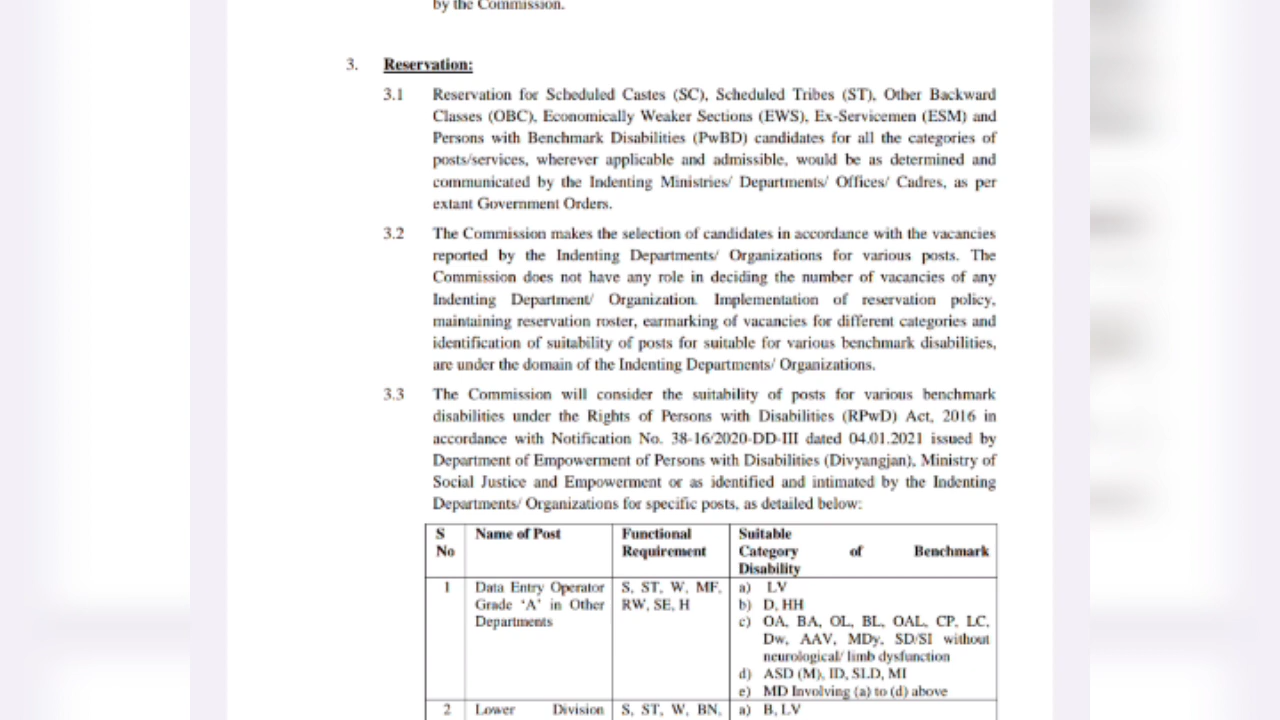 by the Commission.
3. Reservation:
3.1 Reservation for Scheduled Castes (SC), Scheduled Tribes (ST), Other Backward
Classes (OBC), Economically Weaker Sections (EWS), Ex-Servicemen (ESM) and
Persons with Benchmark Disabilities (PwBD) candidates for all the categories of
posts/services, wherever applicable and admissible, would be as determined and
communicated by the Indenting Ministries/ Departments/ Offices/ Cadres, as per
extant Government Orders.
3.2 The Commission makes the selection of candidates in accordance with the vacancies
reported by the Indenting Departments/ Organizations for various posts. The
Commission does not have any role in deciding the number of vacancies of any
Indenting Department/ Organization. Implementation of reservation policy,
maintaining reservation roster, earmarking of vacancies for different categories and
identification of suitability of posts for suitable for various benchmark disabilities,
are under the domain of the Indenting Departments/ Organizations.
3.3 The Commission will consider the suitability of posts for various benchmark
disabilities under the Rights of Persons with Disabilities (RPwD) Act, 2016 in
accordance with Notification No. 38-16/2020-DD-III dated 04.01.2021 issued by
Department of Empowerment of Persons with Disabilities (Divyangjan), Ministry of
Social Justice and Empowerment or as identified and intimated by the Indenting
Departments/ Organizations for specific posts, as detailed below:
S No
Name of Post
Functional
Requirement
Suitable
Category of Benchmark
Disability
1
Data Entry Operator
Grade 'A' in Other
Departments
S, ST, W, MF,
RW, SE, H
a) LV
b) D, HH
c) OA, BA, OL, BL, OAL, CP, LC,
Dw, AAV, MDy, SD/SI without
neurological/ limb dysfunction
d) ASD (M), ID, SLD, MI
e) MD Involving (a) to (d) above
2
Lower Division
S, ST, W, BN,
a) B, LV